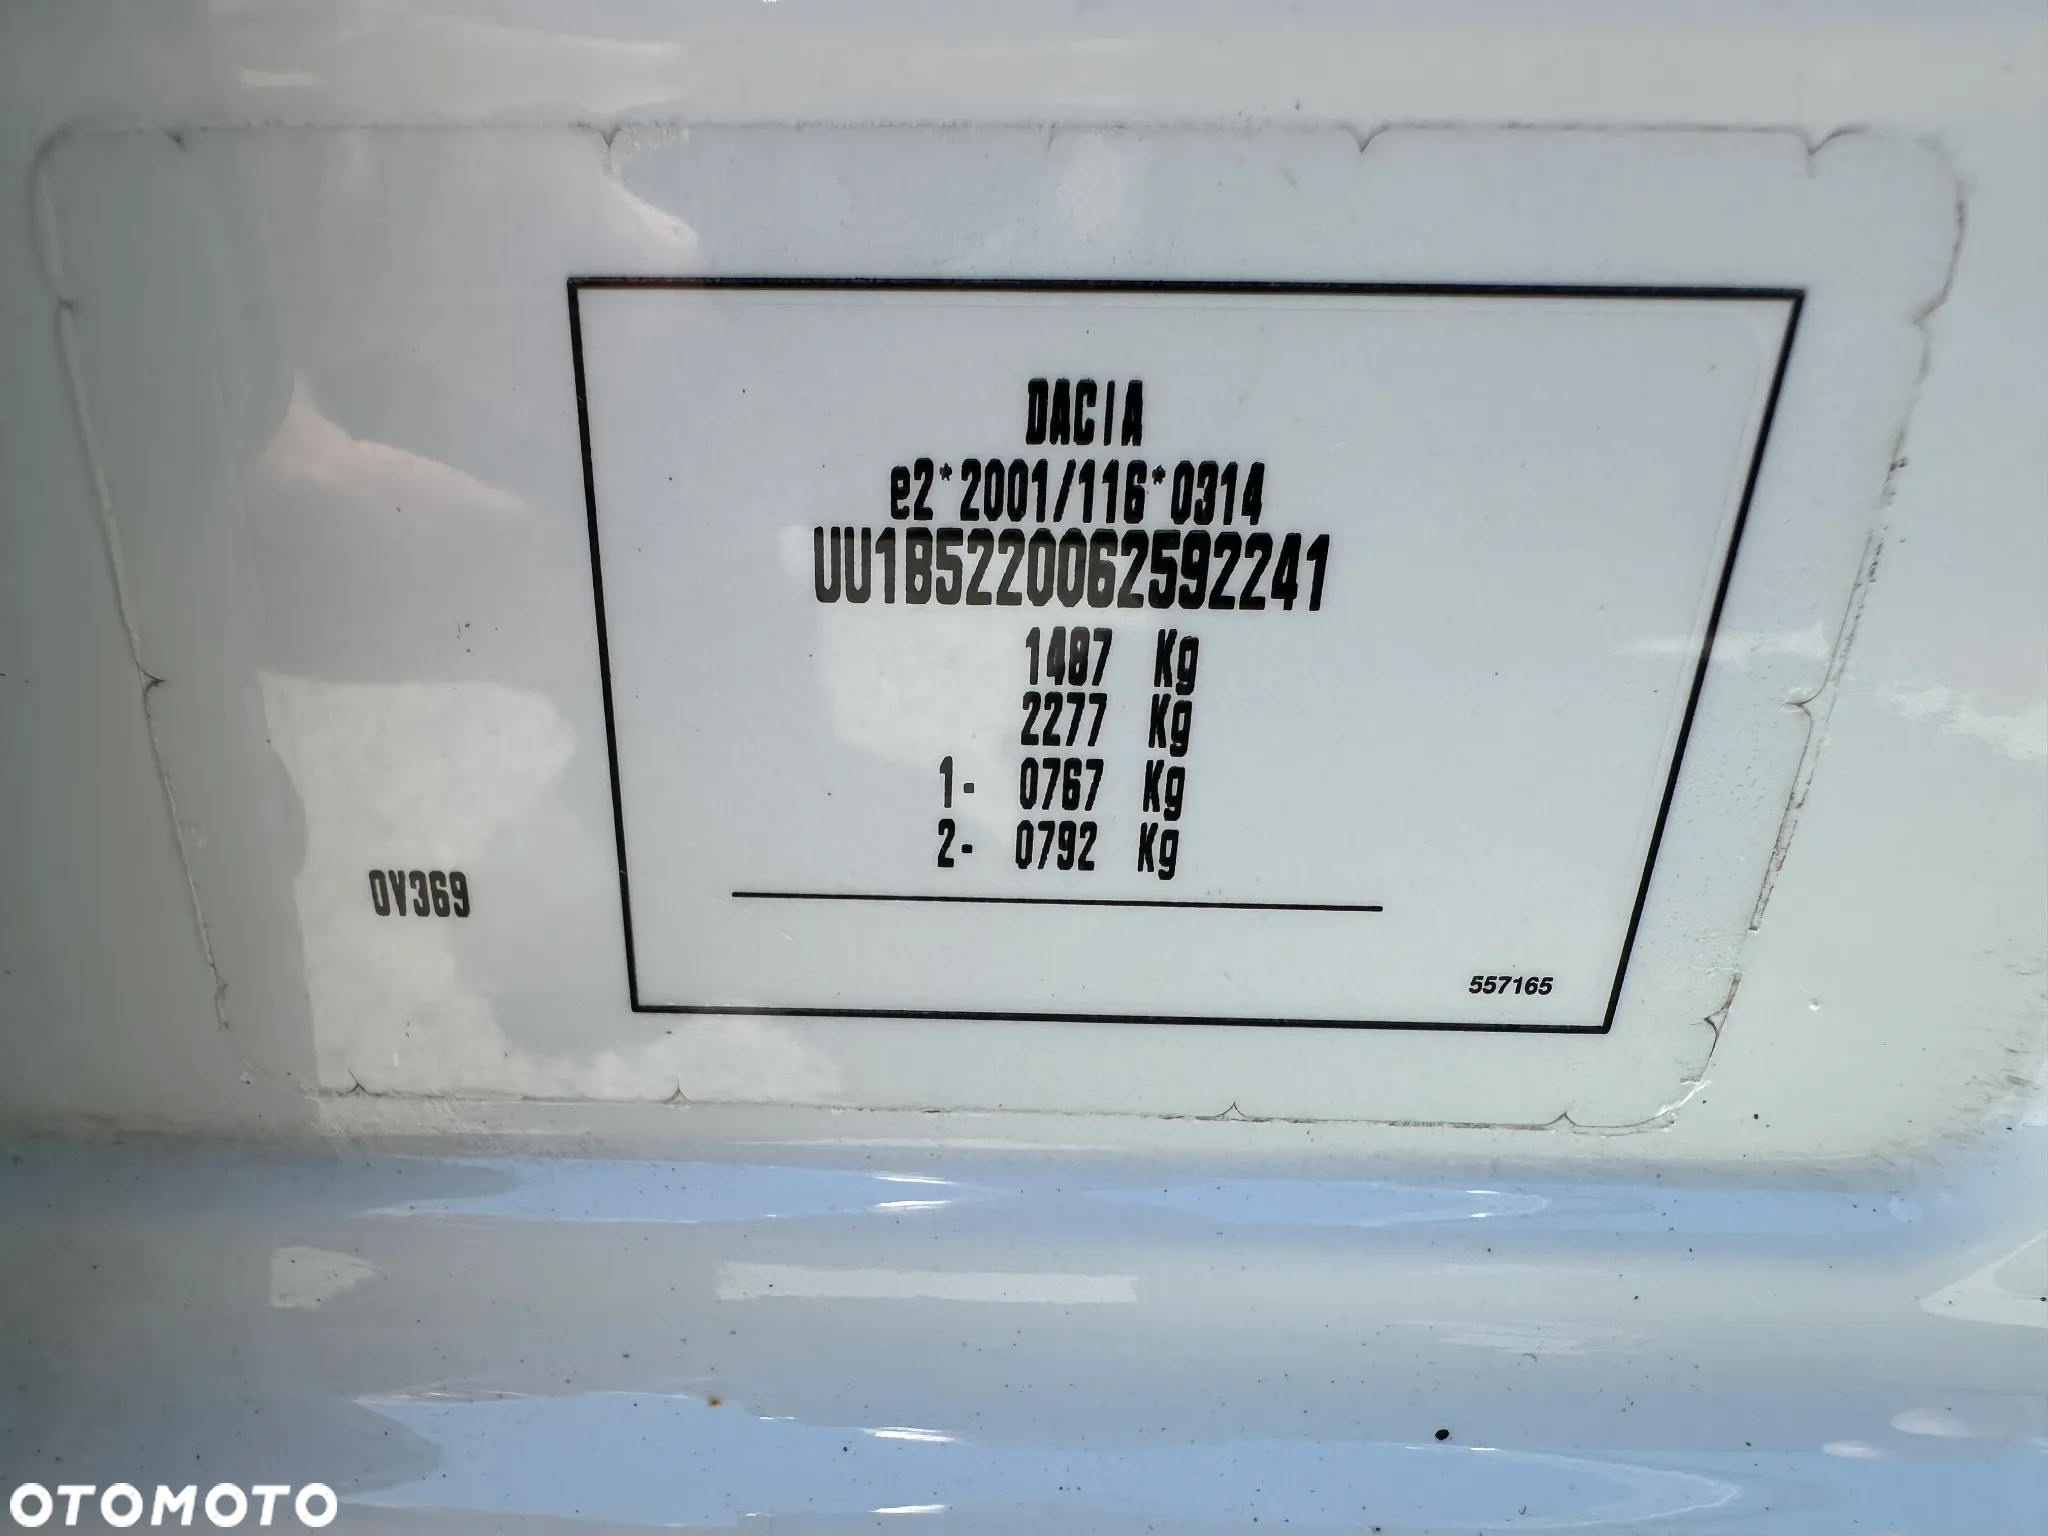 DACIA
e2*2001/116*0314
UU1B5220062592241
1487 Kg
2277 Kg
1- 0767 Kg
2- 0792 Kg
0V369
557165
OTOMOTO